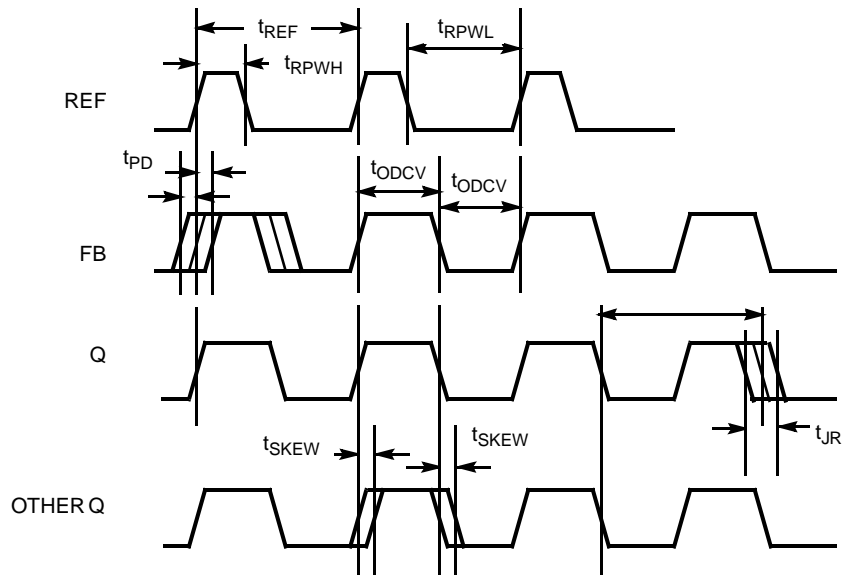 tREF
tRPWL
tRPWH
REF
tPD
tODCV
tODCV
FB
Q
tSKEW
tSKEW
tJR
OTHER Q